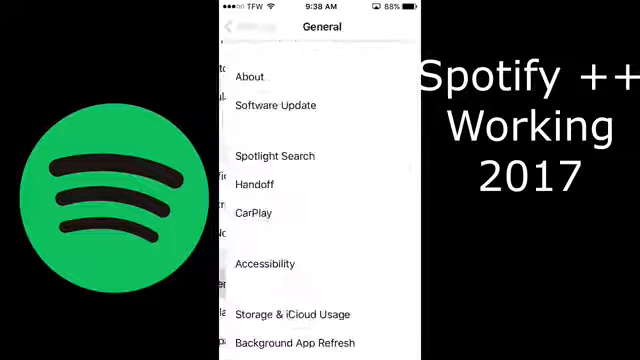 TFW 9:38 AM 88%
General
About
Software Update
Spotlight Search
Handoff
CarPlay
Accessibility
Storage & iCloud Usage
Background App Refresh
Spotify ++
Working
2017